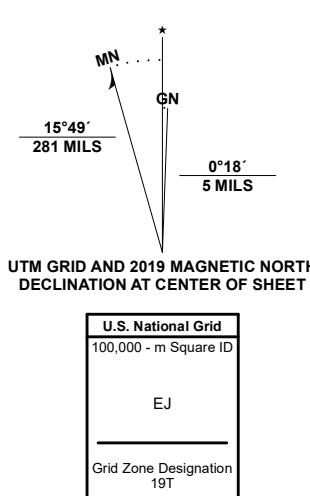 ★
MN
GN
15°49´
281 MILS
0°18´
5 MILS
UTM GRID AND 2019 MAGNETIC NORTH
DECLINATION AT CENTER OF SHEET
U.S. National Grid
100,000 - m Square ID
EJ
Grid Zone Designation
19T